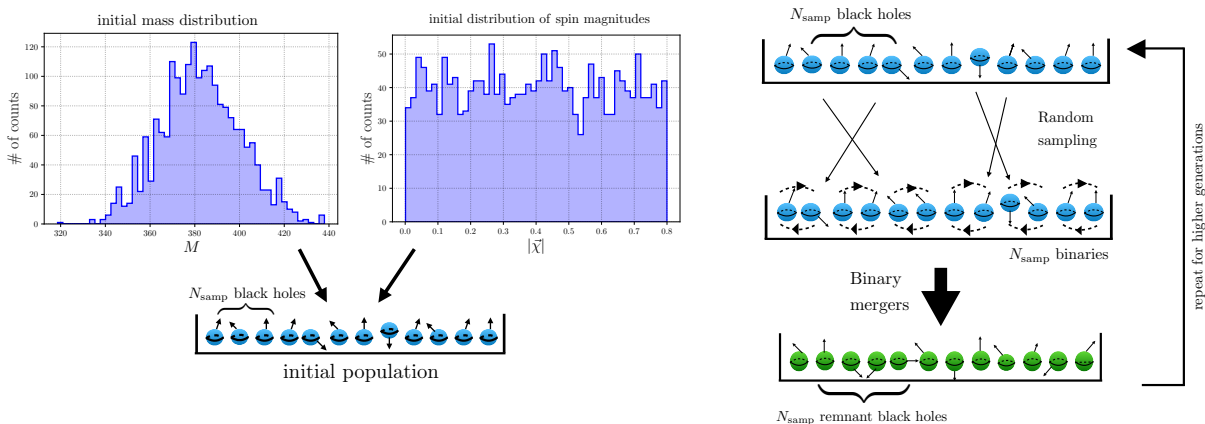 initial mass distribution
120
100
80
60
40
20
0
# of counts
320
340
360
380
400
420
440
M
initial distribution of spin magnitudes
50
40
30
20
10
0
# of counts
0.0
0.1
0.2
0.3
0.4
0.5
0.6
0.7
0.8
|χ⃗|
N_samp black holes
initial population
N_samp black holes
Random
sampling
N_samp binaries
Binary
mergers
N_samp remnant black holes
repeat for higher generations